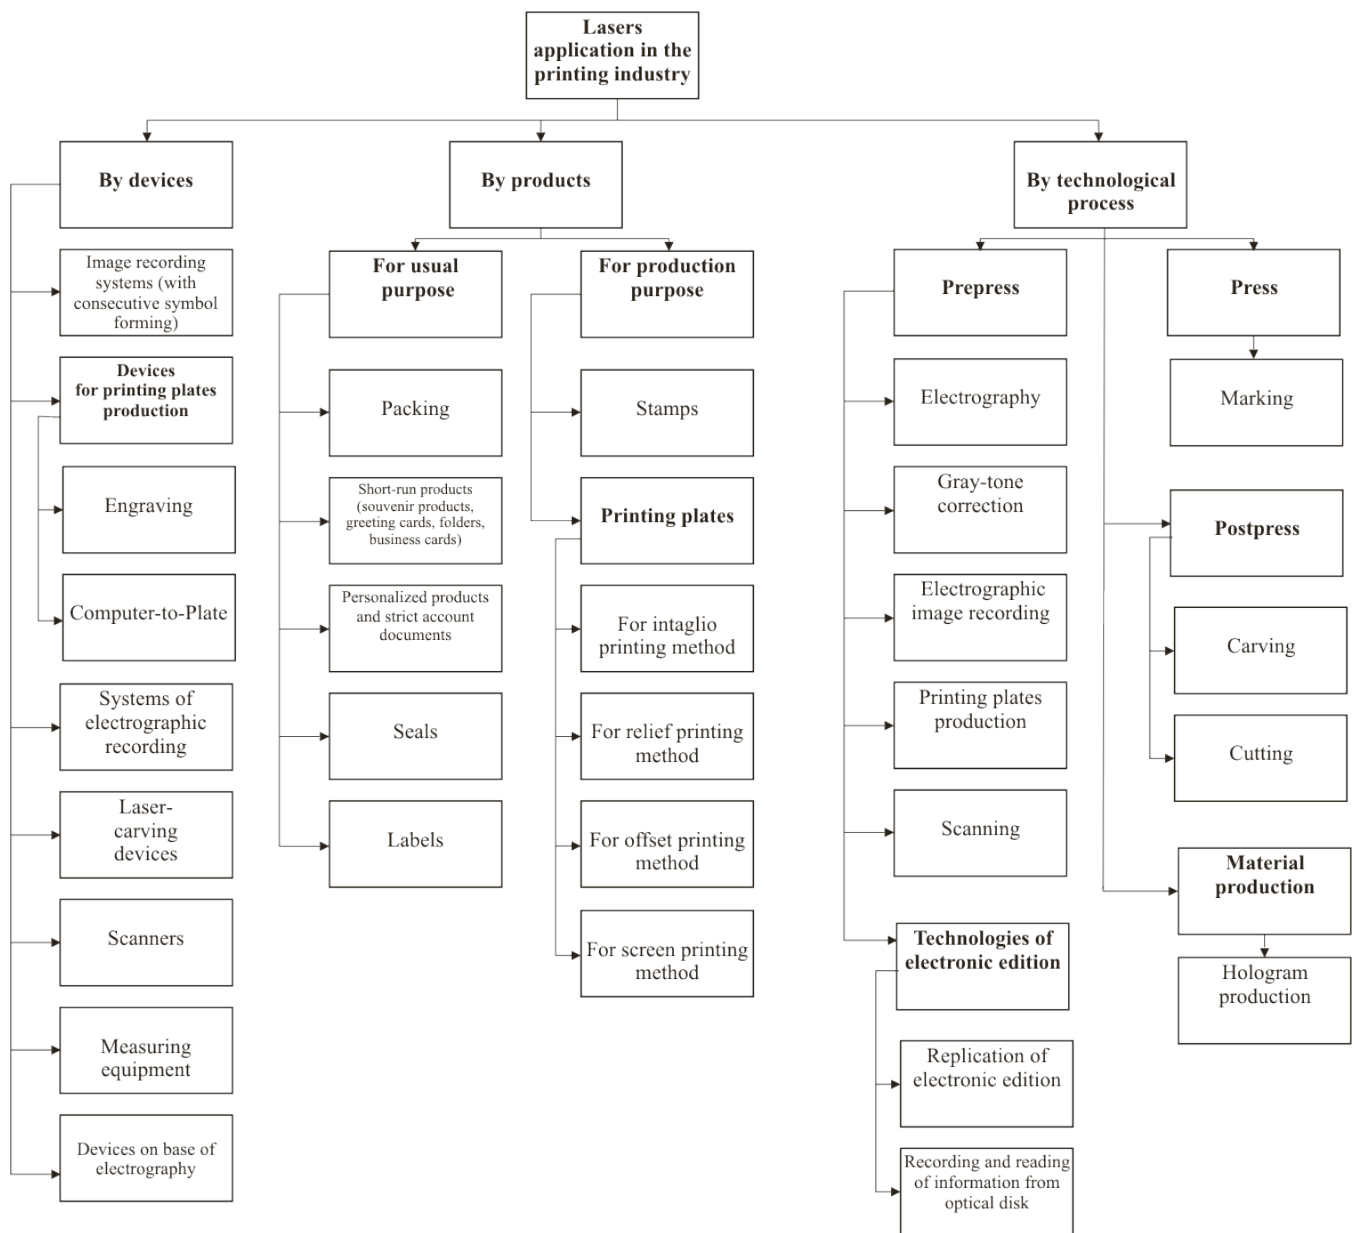 Lasers
application in the
printing industry
By devices
Image recording
systems (with
consecutive symbol
forming)
Devices
for printing plates
production
Engraving
Computer-to-Plate
Systems of
electrographic
recording
Laser-
carving
devices
Scanners
Measuring
equipment
Devices on base of
electrography
By products
For usual
purpose
Packing
Short-run products
(souvenir products,
greeting cards, folders,
business cards)
Personalized products
and strict account
documents
Seals
Labels
For production
purpose
Stamps
Printing plates
For intaglio
printing method
For relief printing
method
For offset printing
method
For screen printing
method
By technological
process
Prepress
Electrography
Gray-tone
correction
Electrographic
image recording
Printing plates
production
Scanning
Technologies of
electronic edition
Replication of
electronic edition
Recording and reading
of information from
optical disk
Press
Marking
Postpress
Carving
Cutting
Material
production
Hologram
production